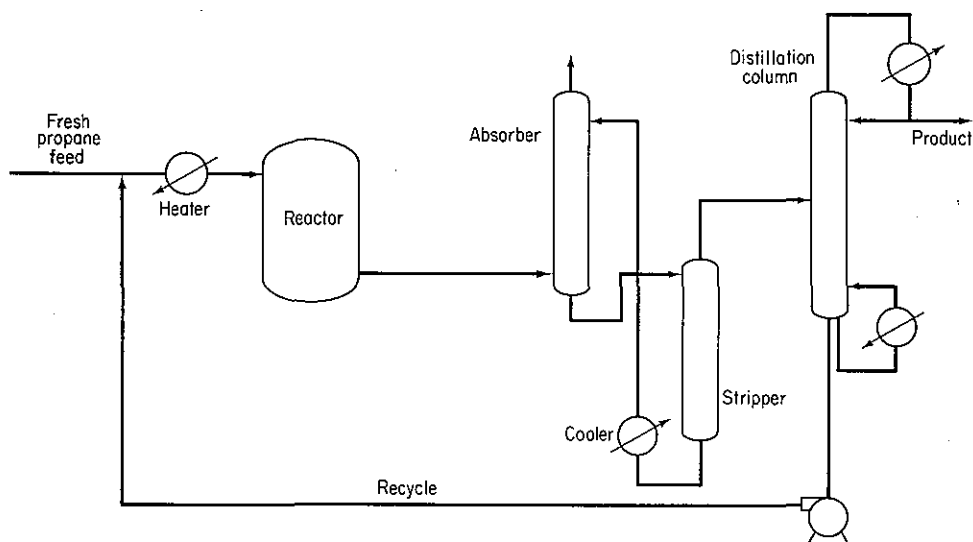 Distillation
column
Fresh
propane
feed
Absorber
Product
Heater
Reactor
Stripper
Cooler
Recycle